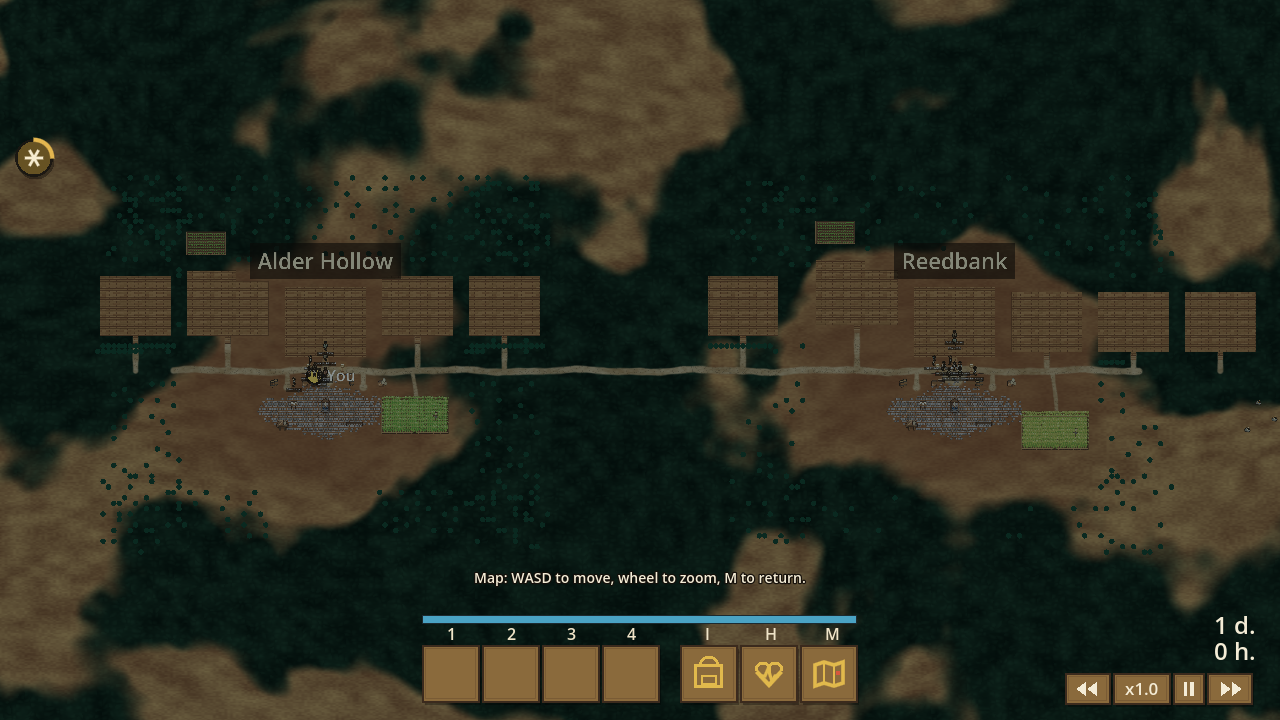 Alder Hollow
Reedbank
You
Map: WASD to move, wheel to zoom, M to return.
1 2 3 4 I H M
1 d.
0 h.
x1.0